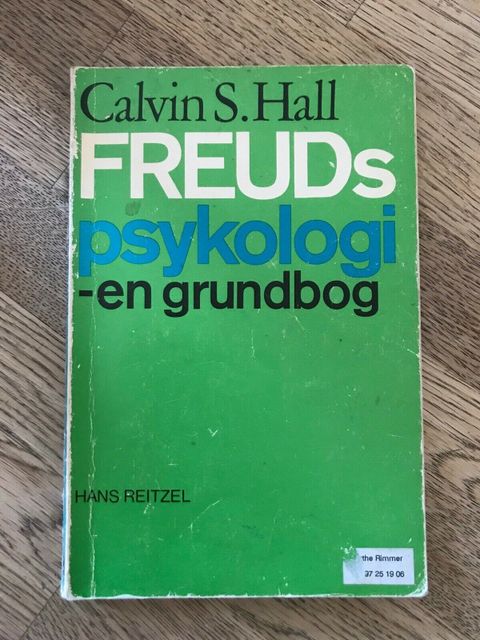 Calvin S. Hall
FREUDs
psykologi
-en grundbog
HANS REITZEL
the Rimmer
37 25 19 06